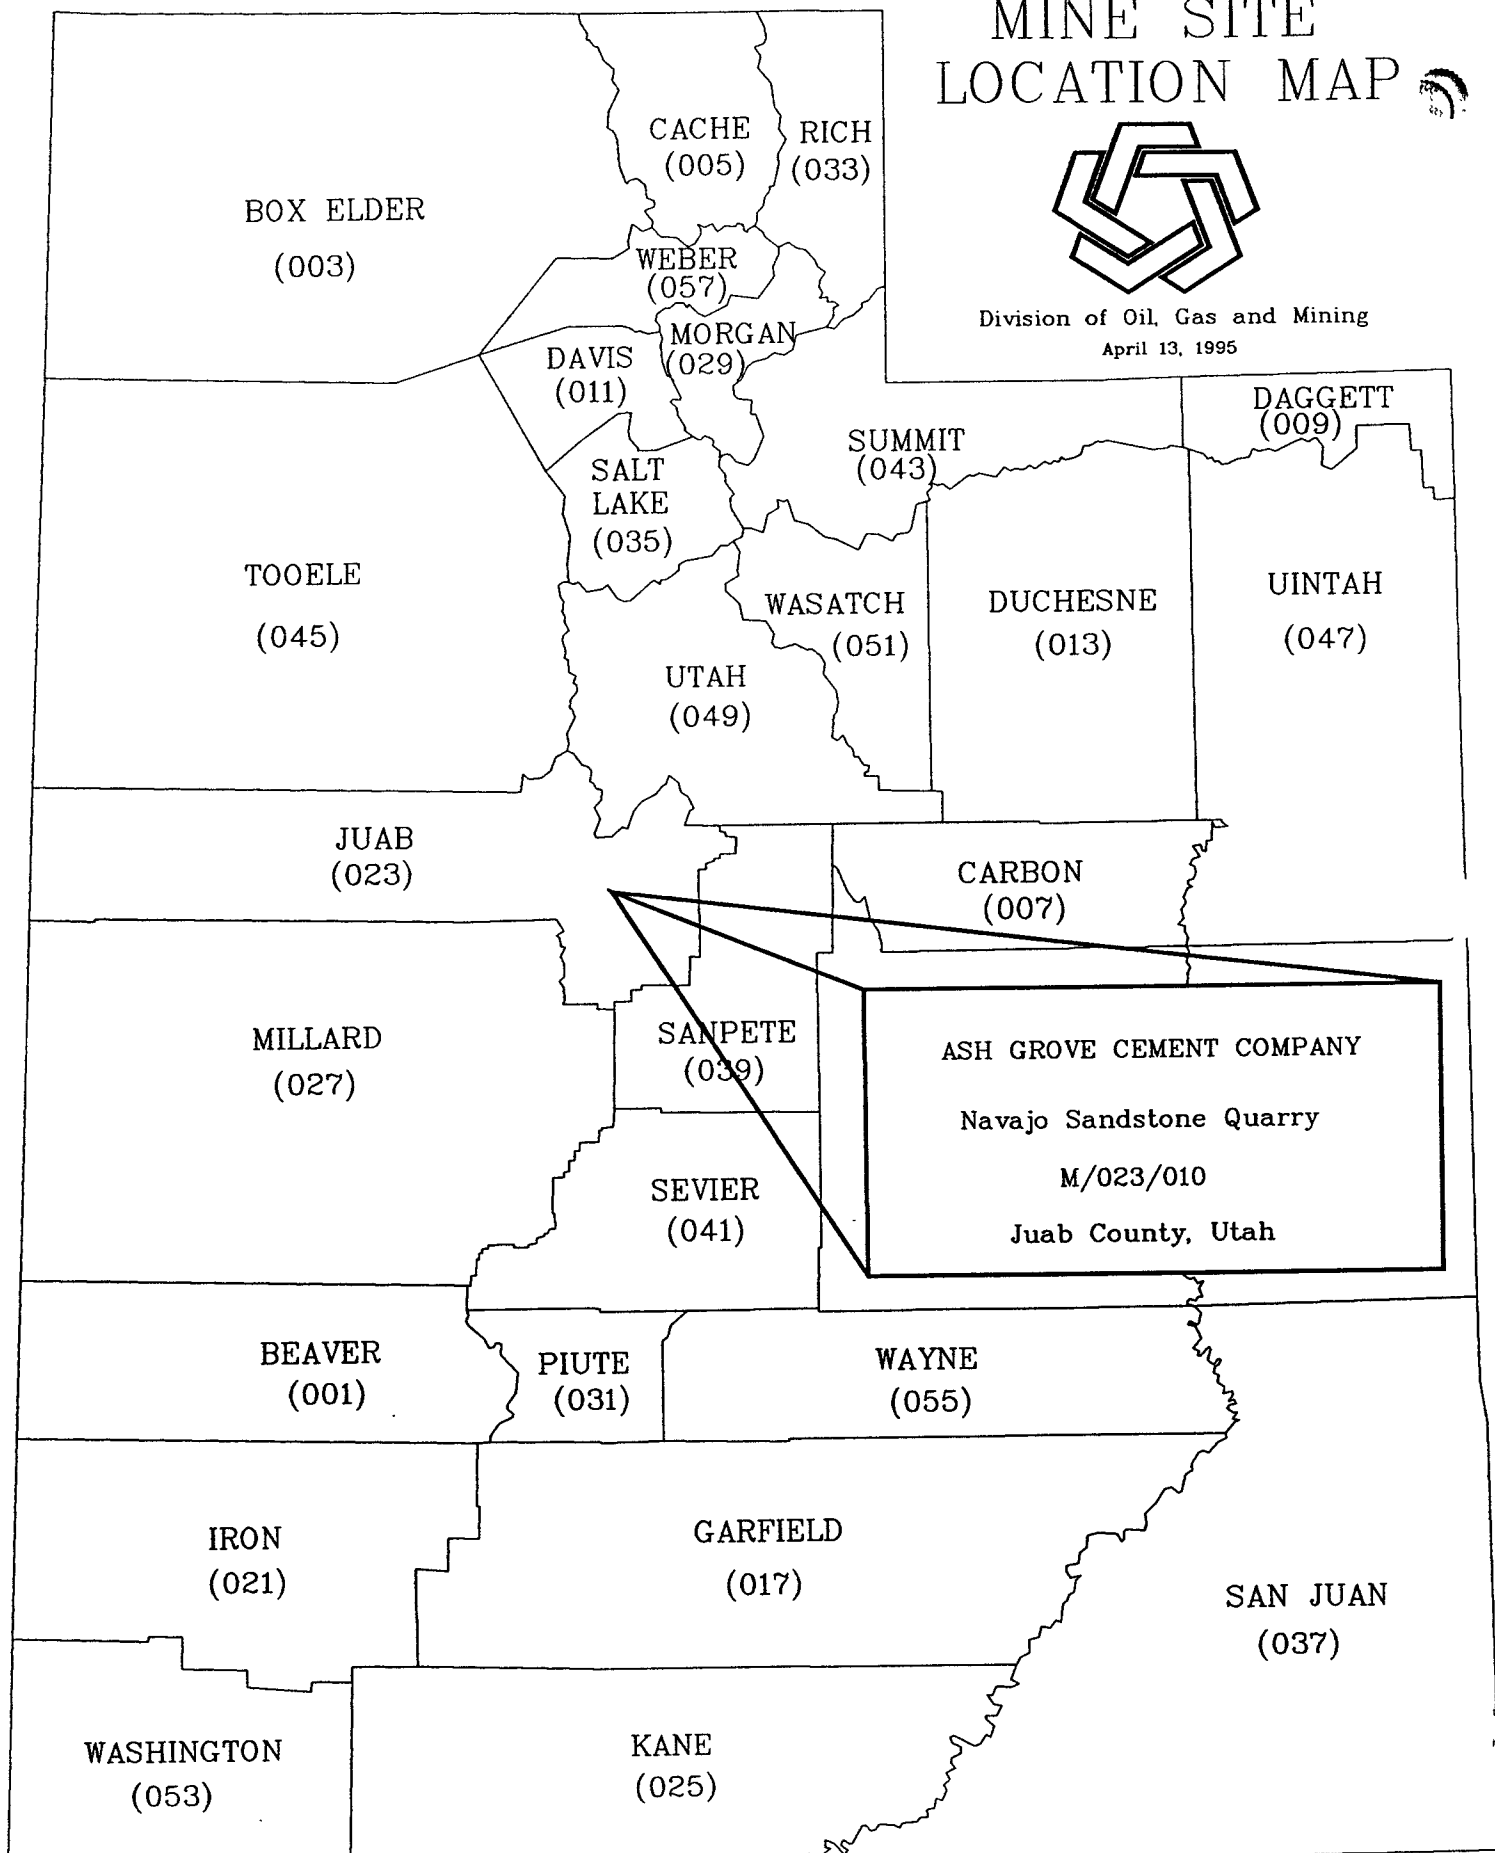 MINE SITE
LOCATION MAP
Division of Oil, Gas and Mining
April 13, 1995
CACHE
(005)
RICH
(033)
BOX ELDER
(003)
WEBER
(057)
MORGAN
(029)
DAVIS
(011)
DAGGETT
(009)
SUMMIT
(043)
SALT
LAKE
(035)
TOOELE
(045)
WASATCH
(051)
DUCHESNE
(013)
UINTAH
(047)
UTAH
(049)
JUAB
(023)
CARBON
(007)
MILLARD
(027)
SANPETE
(039)
ASH GROVE CEMENT COMPANY
Navajo Sandstone Quarry
M/023/010
Juab County, Utah
SEVIER
(041)
BEAVER
(001)
PIUTE
(031)
WAYNE
(055)
IRON
(021)
GARFIELD
(017)
SAN JUAN
(037)
WASHINGTON
(053)
KANE
(025)